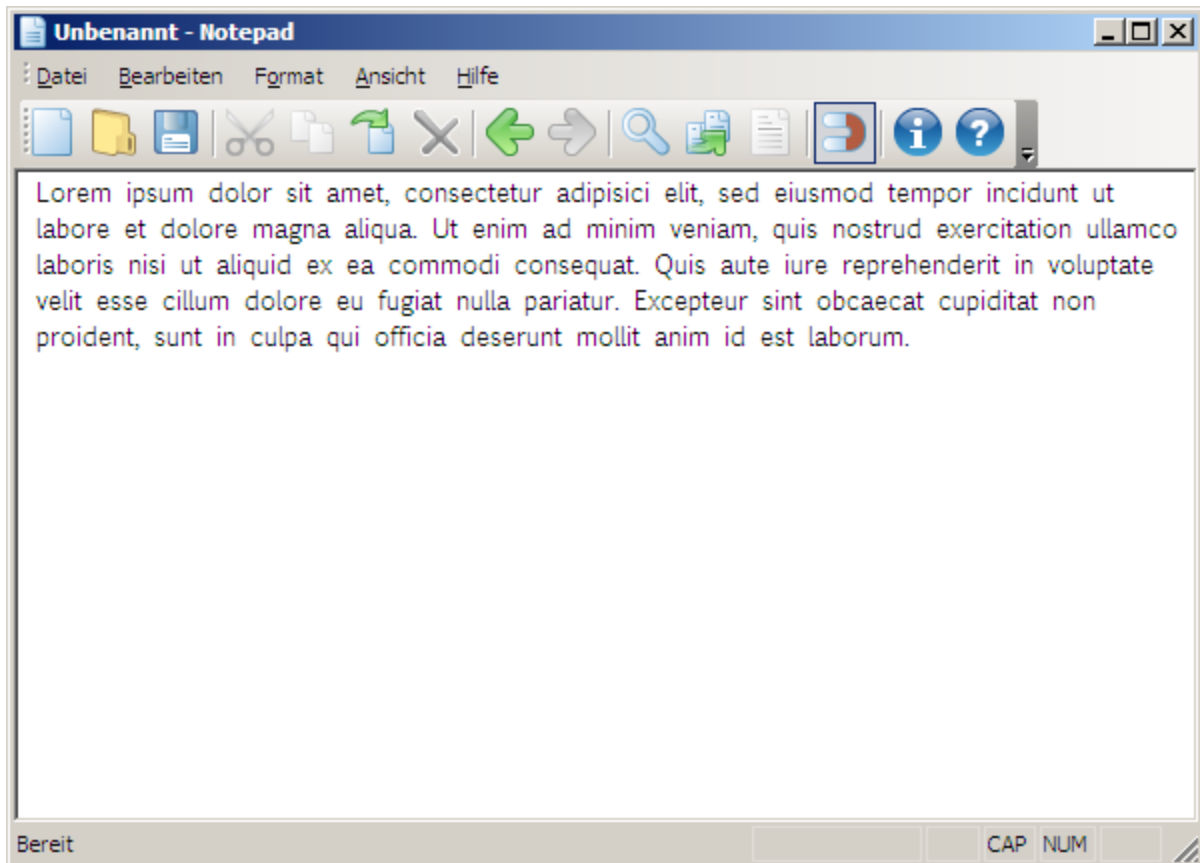 Unbenannt - Notepad
Datei Bearbeiten Format Ansicht Hilfe
Lorem ipsum dolor sit amet, consectetur adipisici elit, sed eiusmod tempor incidunt ut
labore et dolore magna aliqua. Ut enim ad minim veniam, quis nostrud exercitation ullamco
laboris nisi ut aliquid ex ea commodi consequat. Quis aute iure reprehenderit in voluptate
velit esse cillum dolore eu fugiat nulla pariatur. Excepteur sint obcaecat cupiditat non
proident, sunt in culpa qui officia deserunt mollit anim id est laborum.
Bereit CAP NUM